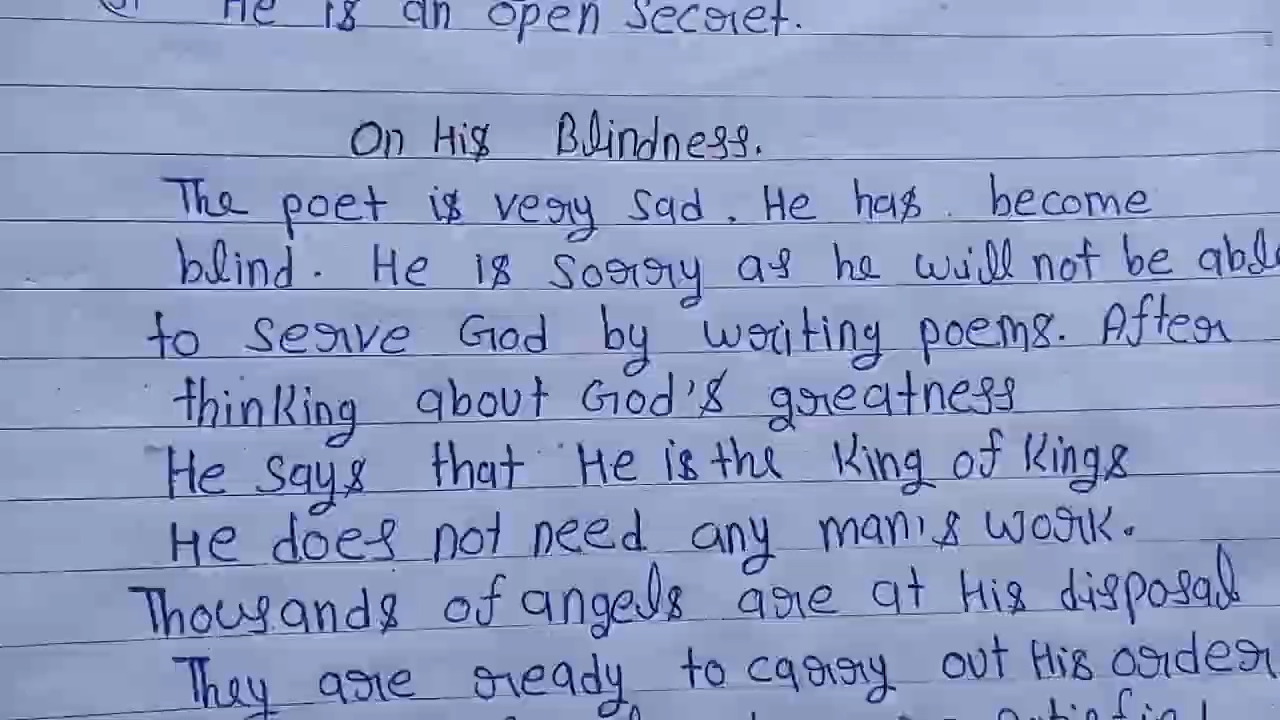 He is an open secret.
On His Blindness.
The poet is very sad. He has become
blind. He is sorry as he will not be able
to serve God by writing poems. After
thinking about God's greatness
He says that He is the King of Kings
He does not need any man's work.
Thousands of angels are at His disposal
They are ready to carry out His order